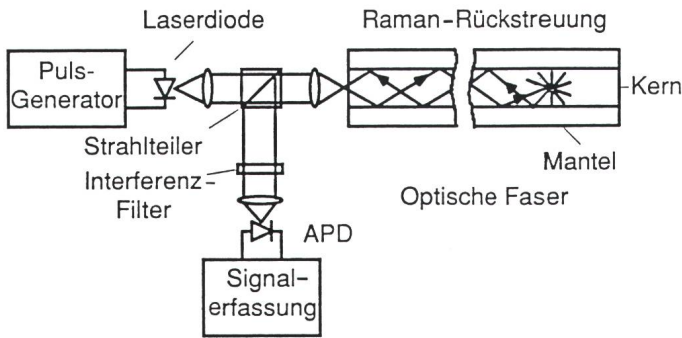 Laserdiode
Raman-Rückstreuung
Puls-
Generator
Kern
Strahlteiler
Mantel
Interferenz-
Filter
Optische Faser
APD
Signal-
erfassung